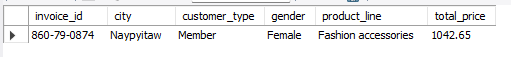 invoice_id city customer_type gender product_line total_price
860-79-0874 Naypyitaw Member Female Fashion accessories 1042.65